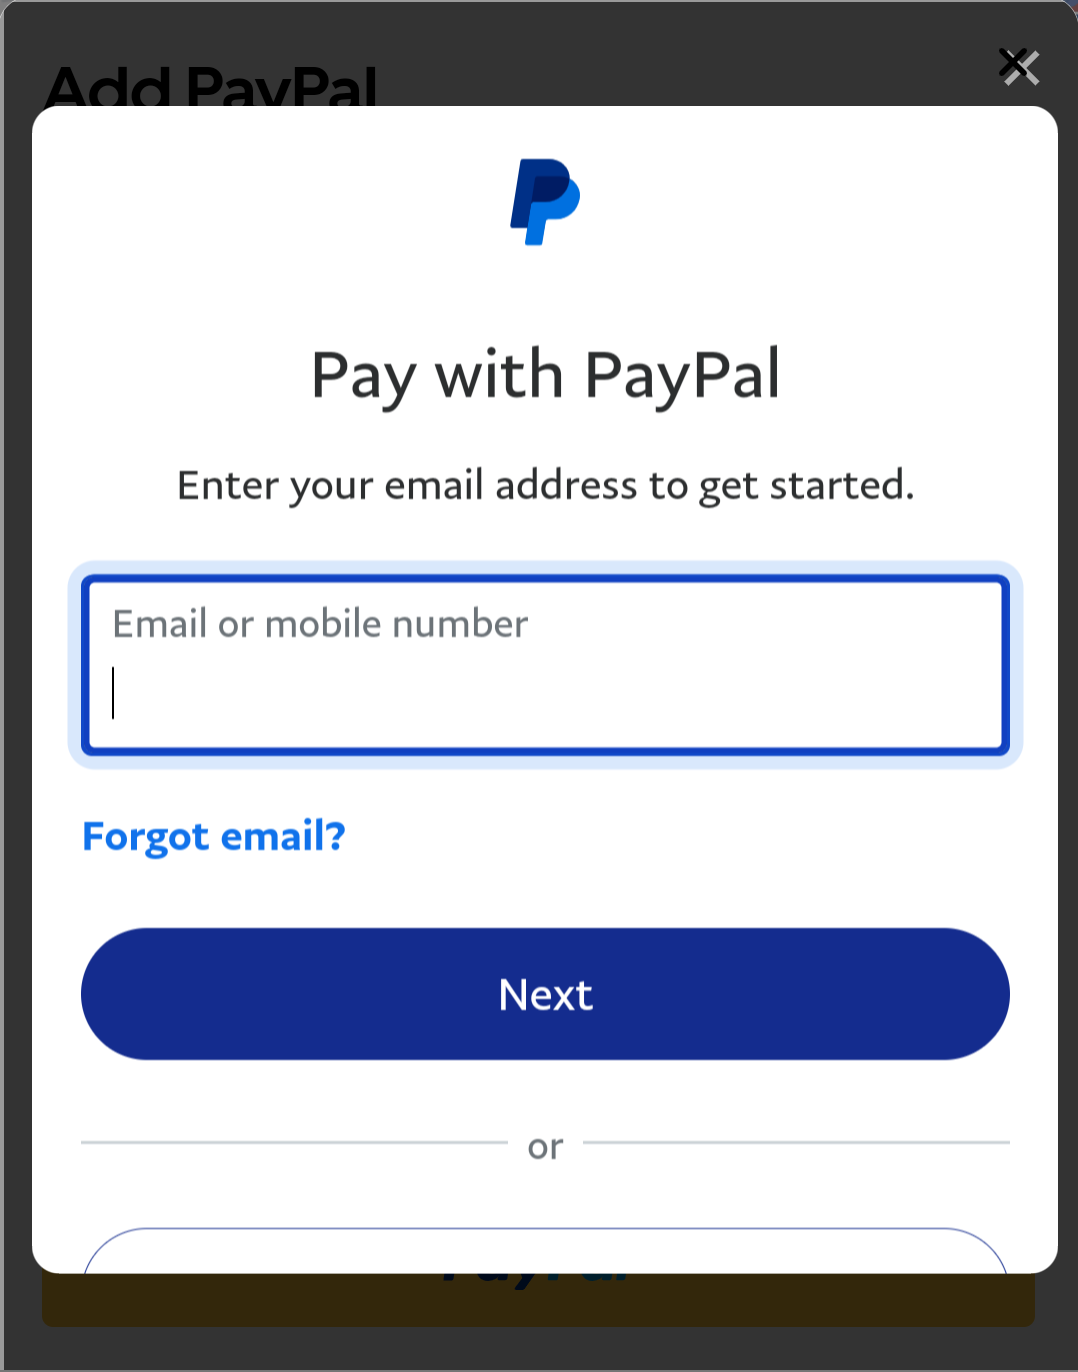 Add PayPal
Pay with PayPal
Enter your email address to get started.
Email or mobile number
Forgot email?
Next
or
PayPal